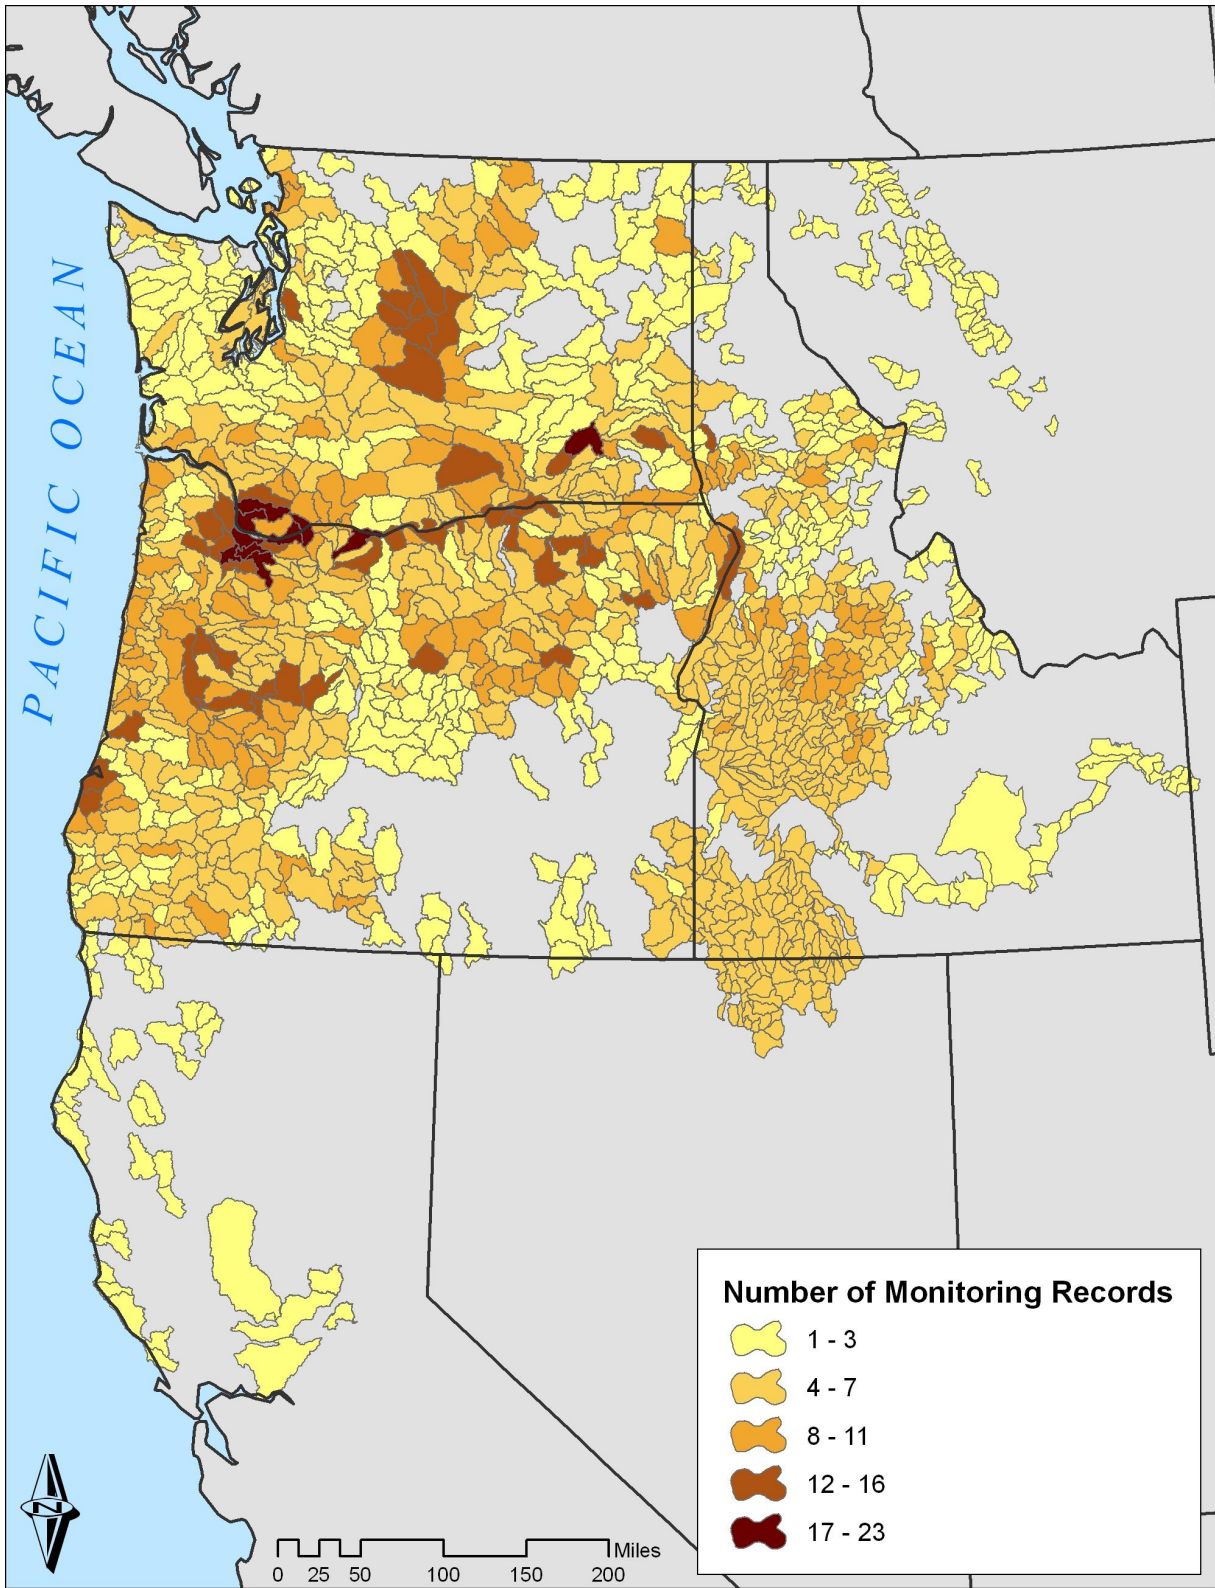 PACIFIC OCEAN
Number of Monitoring Records
1 - 3
4 - 7
8 - 11
12 - 16
17 - 23
N
Miles
0 25 50 100 150 200